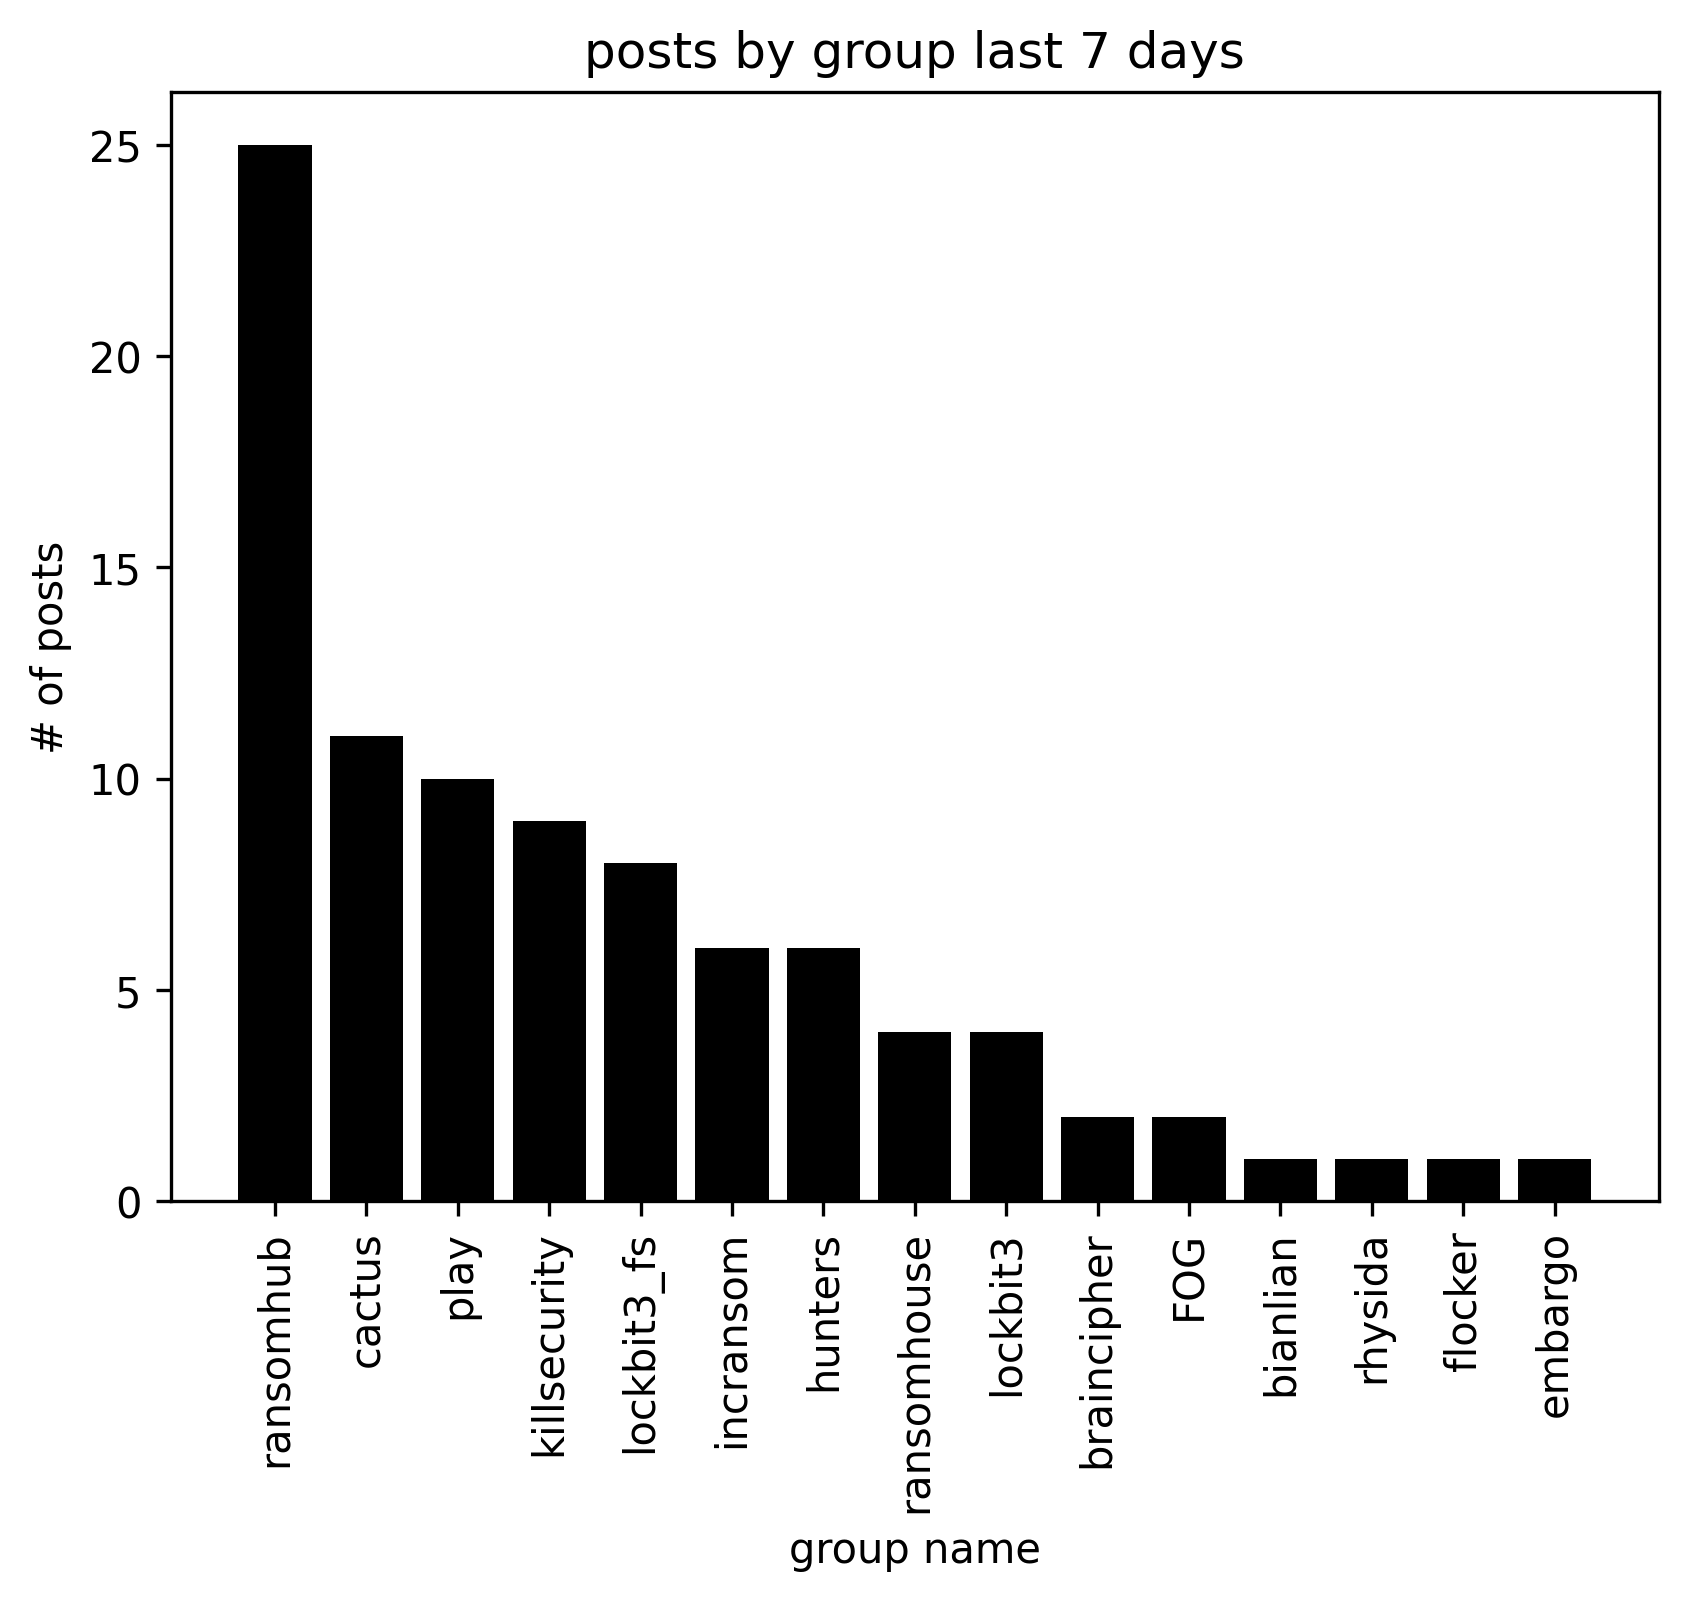 posts by group last 7 days
25
20
15
10
5
0
# of posts
ransomhub
cactus
play
killsecurity
lockbit3_fs
incransom
hunters
ransomhouse
lockbit3
braincipher
FOG
bianlian
rhysida
flocker
embargo
group name